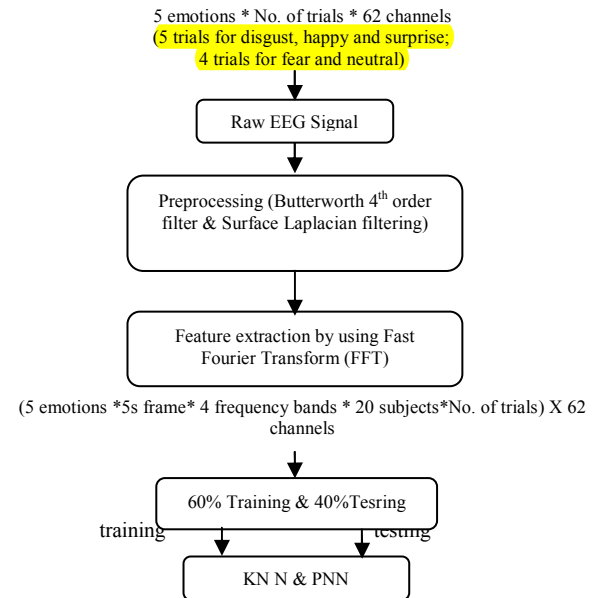 5 emotions * No. of trials * 62 channels
(5 trials for disgust, happy and surprise;
4 trials for fear and neutral)
Raw EEG Signal
Preprocessing (Butterworth 4th order
filter & Surface Laplacian filtering)
Feature extraction by using Fast
Fourier Transform (FFT)
(5 emotions *5s frame* 4 frequency bands * 20 subjects*No. of trials) X 62
channels
60% Training & 40%Tesring
training testing
KN N & PNN